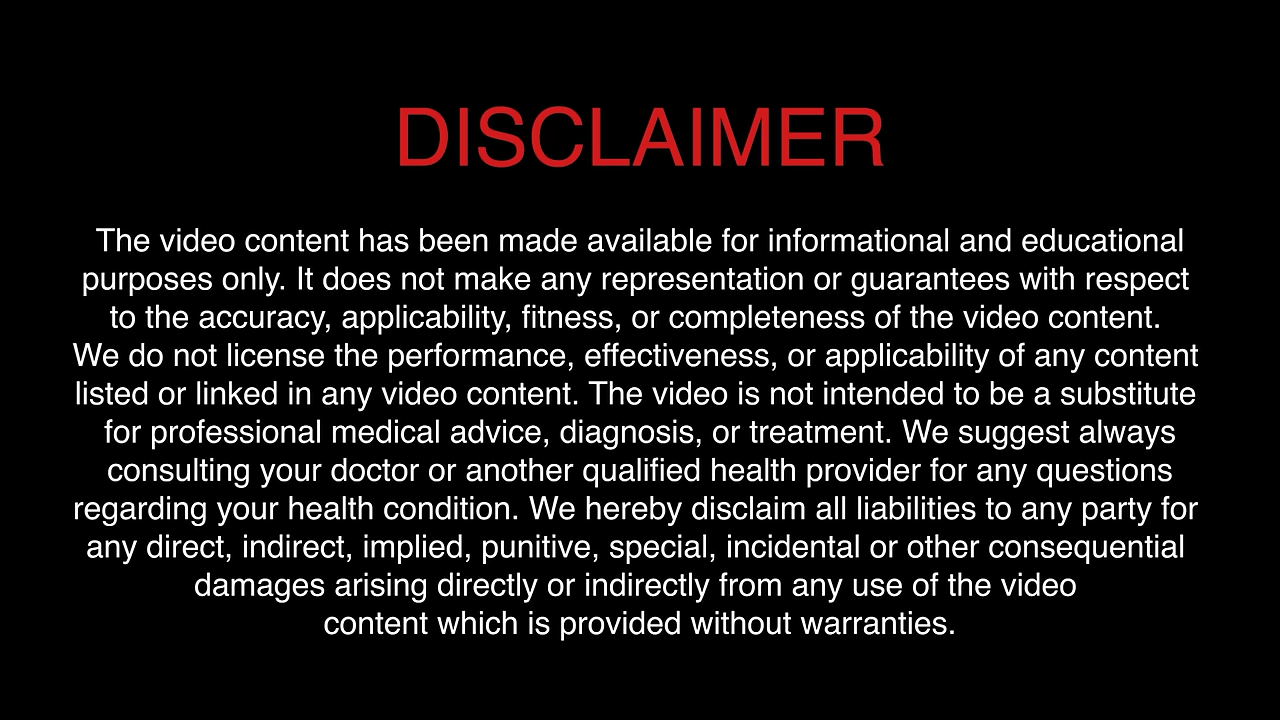 DISCLAIMER
The video content has been made available for informational and educational
purposes only. It does not make any representation or guarantees with respect
to the accuracy, applicability, fitness, or completeness of the video content.
We do not license the performance, effectiveness, or applicability of any content
listed or linked in any video content. The video is not intended to be a substitute
for professional medical advice, diagnosis, or treatment. We suggest always
consulting your doctor or another qualified health provider for any questions
regarding your health condition. We hereby disclaim all liabilities to any party for
any direct, indirect, implied, punitive, special, incidental or other consequential
damages arising directly or indirectly from any use of the video
content which is provided without warranties.